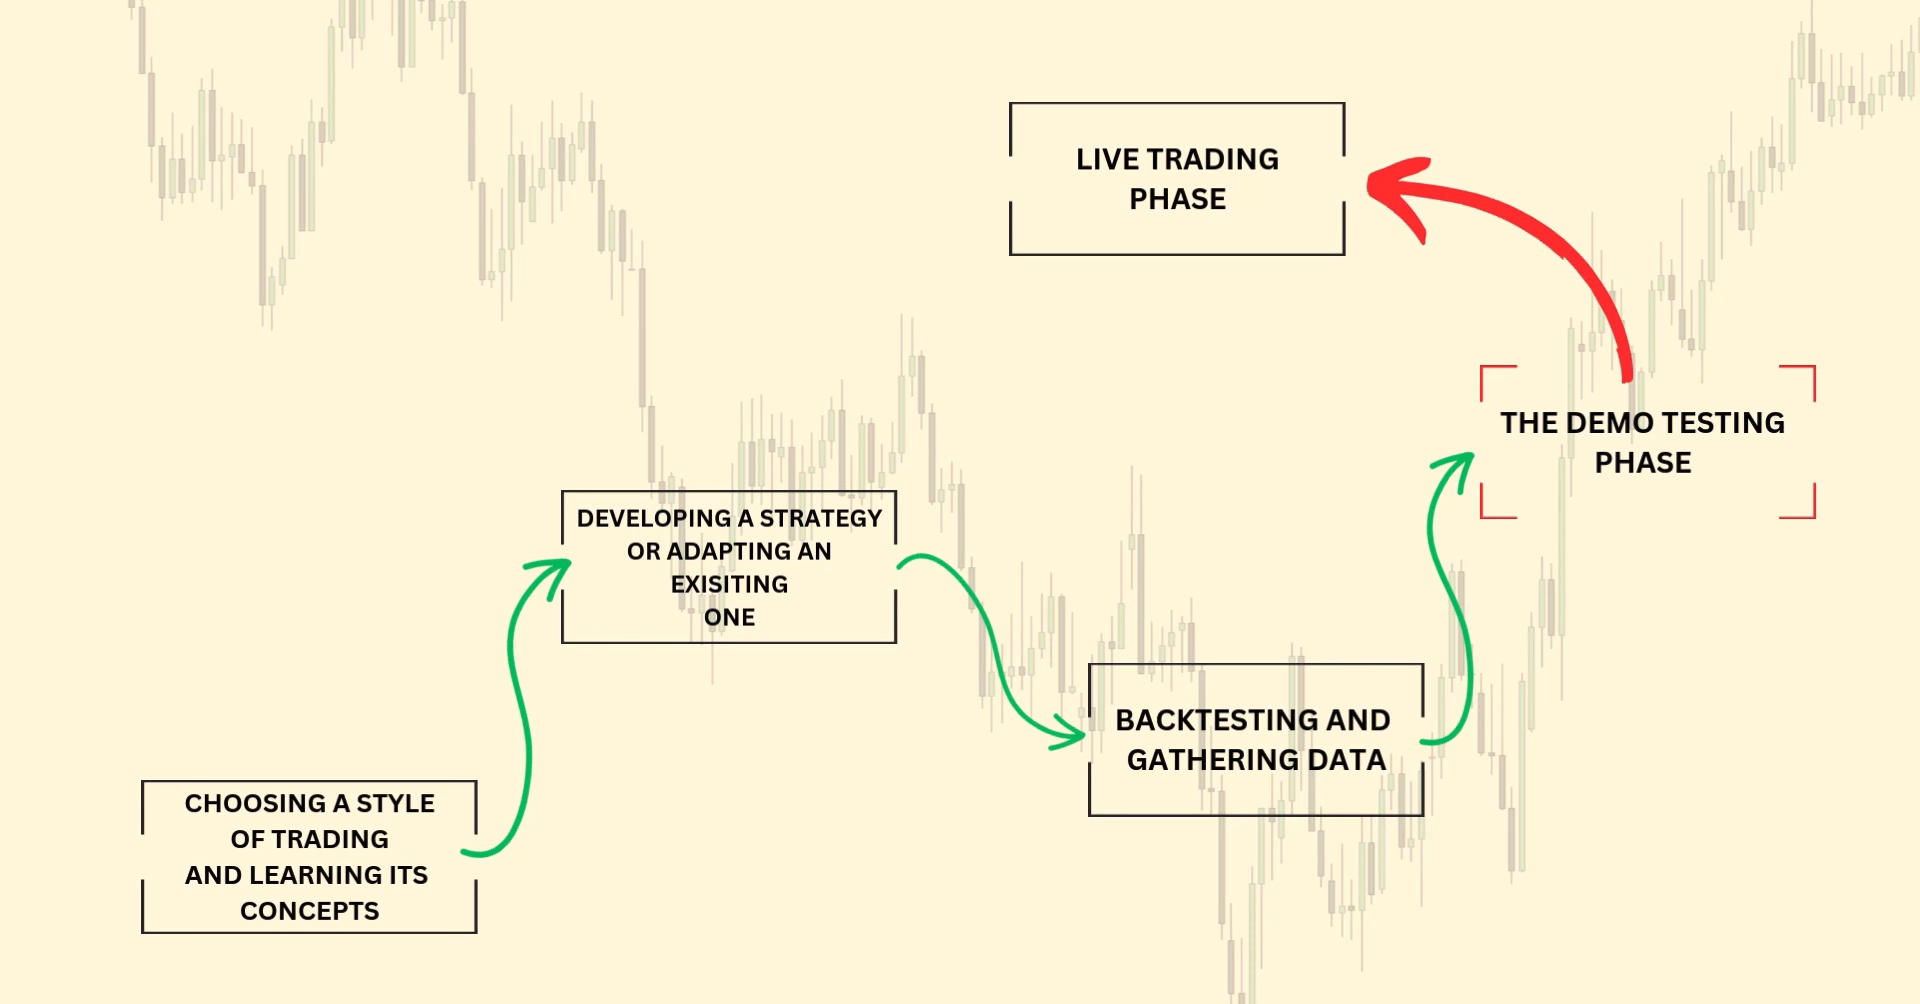 LIVE TRADING
PHASE
THE DEMO TESTING
PHASE
DEVELOPING A STRATEGY
OR ADAPTING AN
EXISITING
ONE
BACKTESTING AND
GATHERING DATA
CHOOSING A STYLE
OF TRADING
AND LEARNING ITS
CONCEPTS